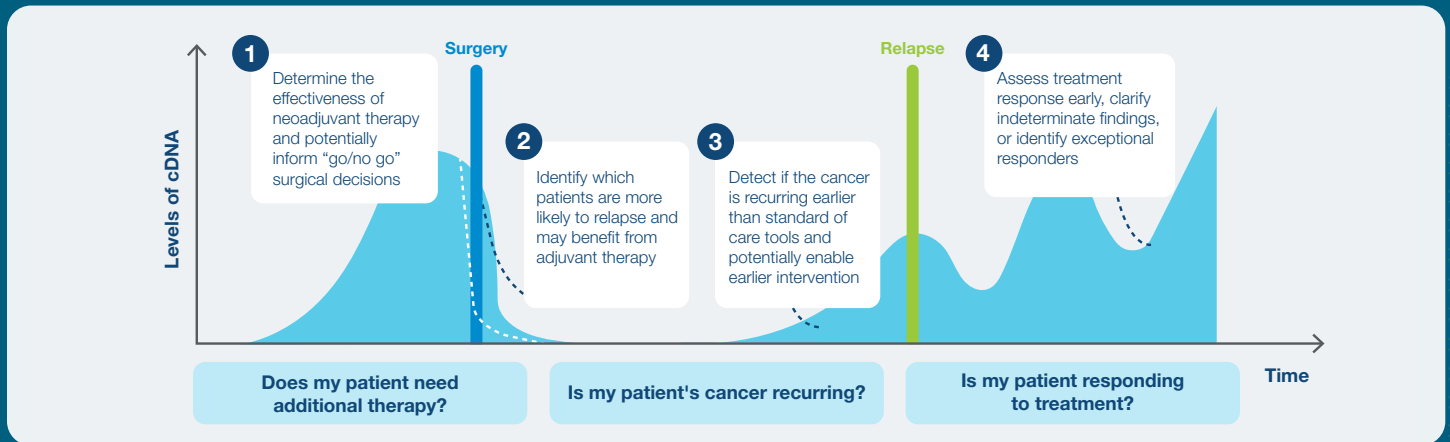 1
Determine the
effectiveness of
neoadjuvant therapy
and potentially
inform “go/no go”
surgical decisions
Surgery
2
Identify which
patients are more
likely to relapse and
may benefit from
adjuvant therapy
3
Detect if the cancer
is recurring earlier
than standard of
care tools and
potentially enable
earlier intervention
Relapse
4
Assess treatment
response early, clarify
indeterminate findings,
or identify exceptional
responders
Levels of cDNA
Time
Does my patient need
additional therapy?
Is my patient's cancer recurring?
Is my patient responding
to treatment?